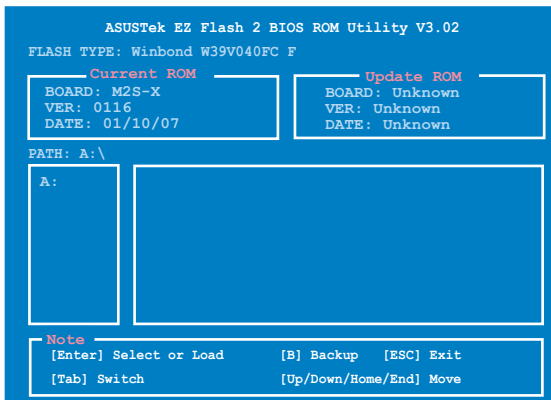 ASUSTek EZ Flash 2 BIOS ROM Utility V3.02
FLASH TYPE: Winbond W39V040FC F
Current ROM
BOARD: M2S-X
VER: 0116
DATE: 01/10/07
Update ROM
BOARD: Unknown
VER: Unknown
DATE: Unknown
PATH: A:\
A:
Note
[Enter] Select or Load [B] Backup [ESC] Exit
[Tab] Switch [Up/Down/Home/End] Move